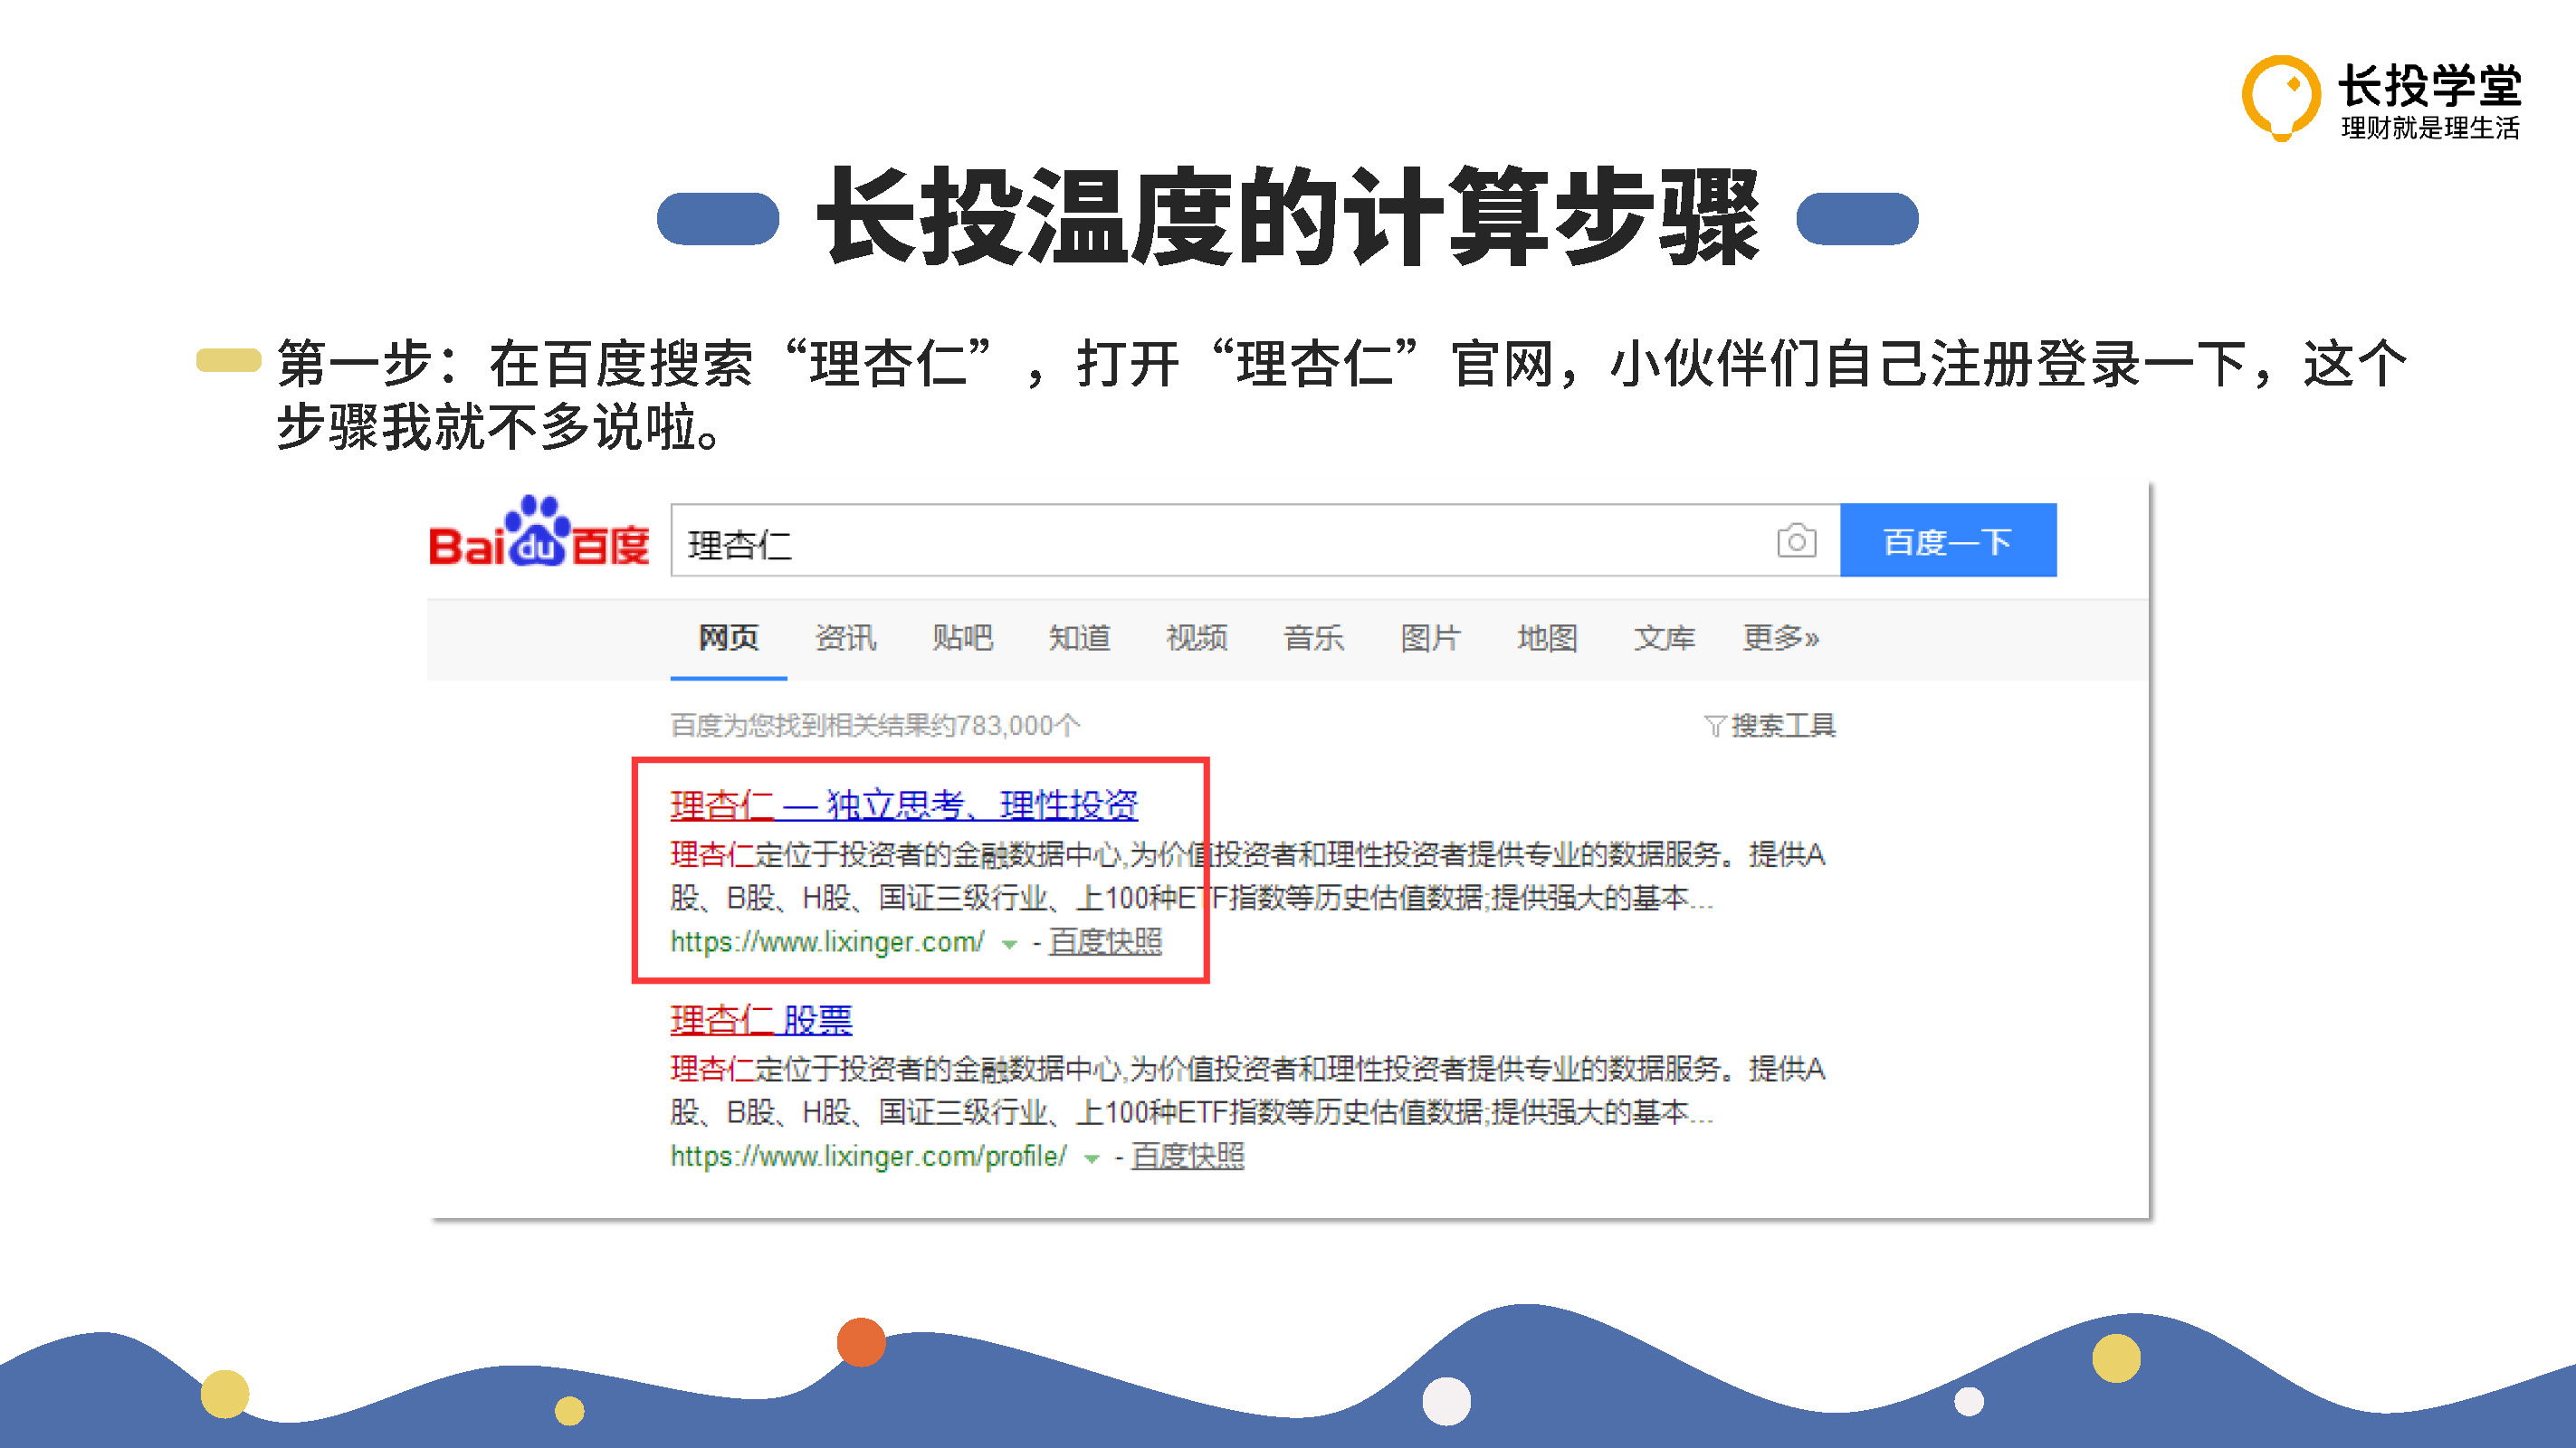 长投学堂
理财就是理生活
长投温度的计算步骤
第一步：在百度搜索“理杏仁”，打开“理杏仁”官网，小伙伴们自己注册登录一下，这个
步骤我就不多说啦。
Bai du 百度
理杏仁
百度一下
网页 资讯 贴吧 知道 视频 音乐 图片 地图 文库 更多»
百度为您找到相关结果约783,000个 搜索工具
理杏仁 — 独立思考、理性投资
理杏仁定位于投资者的金融数据中心,为价值投资者和理性投资者提供专业的数据服务。提供A
股、B股、H股、国证三级行业、上100种ETF指数等历史估值数据;提供强大的基本...
https://www.lixinger.com/ - 百度快照
理杏仁 股票
理杏仁定位于投资者的金融数据中心,为价值投资者和理性投资者提供专业的数据服务。提供A
股、B股、H股、国证三级行业、上100种ETF指数等历史估值数据;提供强大的基本...
https://www.lixinger.com/profile/ - 百度快照